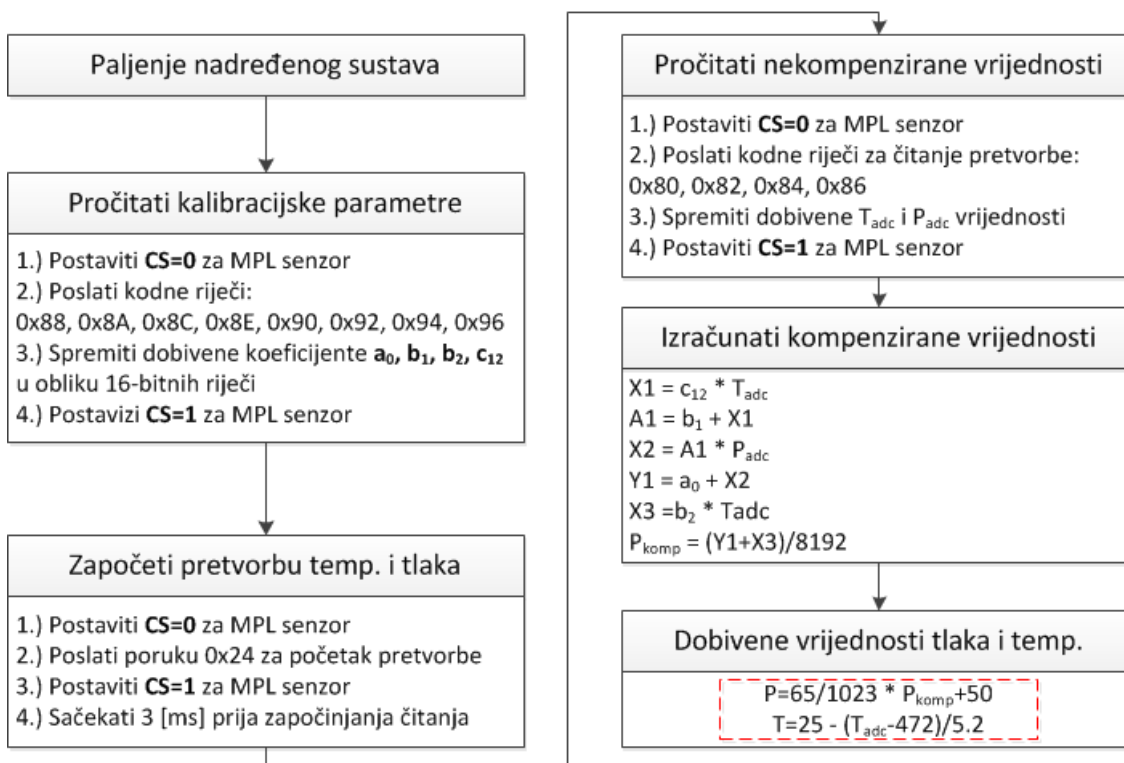 Paljenje nadređenog sustava
Pročitati kalibracijske parametre
1.) Postaviti CS=0 za MPL senzor
2.) Poslati kodne riječi:
0x88, 0x8A, 0x8C, 0x8E, 0x90, 0x92, 0x94, 0x96
3.) Spremiti dobivene koeficijente a₀, b₁, b₂, c₁₂
u obliku 16-bitnih riječi
4.) Postavizi CS=1 za MPL senzor
Započeti pretvorbu temp. i tlaka
1.) Postaviti CS=0 za MPL senzor
2.) Poslati poruku 0x24 za početak pretvorbe
3.) Postaviti CS=1 za MPL senzor
4.) Sačekati 3 [ms] prija započinjanja čitanja
Pročitati nekompenzirane vrijednosti
1.) Postaviti CS=0 za MPL senzor
2.) Poslati kodne riječi za čitanje pretvorbe:
0x80, 0x82, 0x84, 0x86
3.) Spremiti dobivene Tadc i Padc vrijednosti
4.) Postaviti CS=1 za MPL senzor
Izračunati kompenzirane vrijednosti
X1 = c₁₂ * Tadc
A1 = b₁ + X1
X2 = A1 * Padc
Y1 = a₀ + X2
X3 =b₂ * Tadc
Pkomp = (Y1+X3)/8192
Dobivene vrijednosti tlaka i temp.
P=65/1023 * Pkomp+50
T=25 - (Tadc-472)/5.2